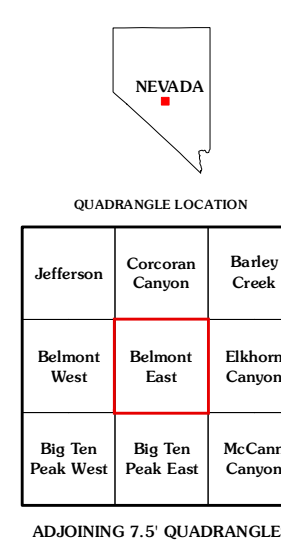 NEVADA
QUADRANGLE LOCATION
Jefferson
Corcoran
Canyon
Barley
Creek
Belmont
West
Belmont
East
Elkhorn
Canyon
Big Ten
Peak West
Big Ten
Peak East
McCann
Canyon
ADJOINING 7.5' QUADRANGLE